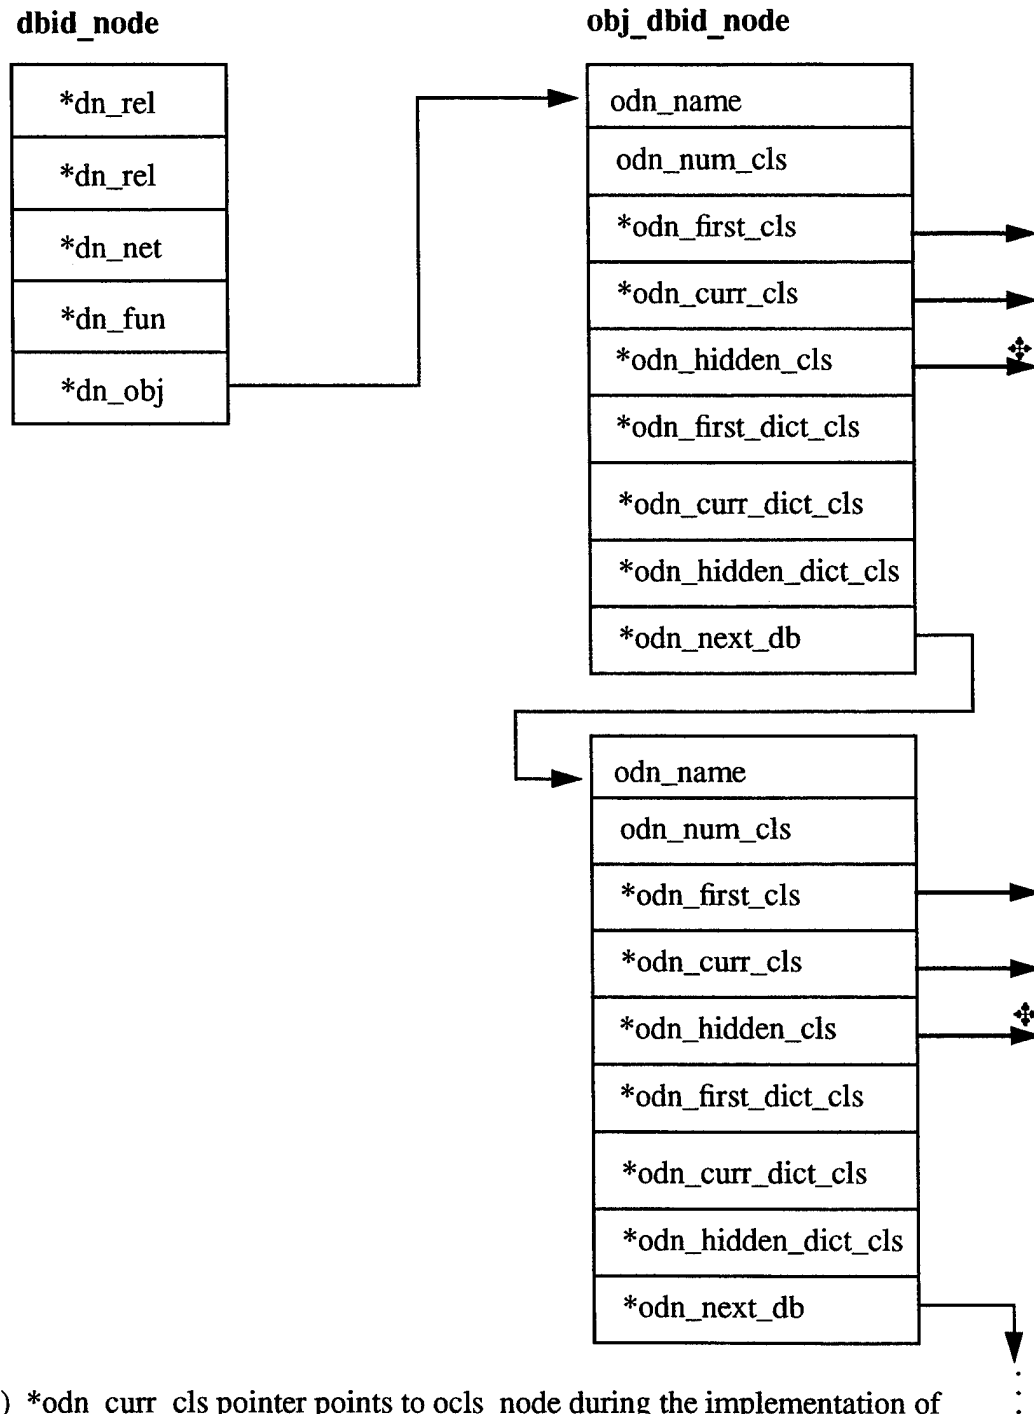 dbid_node
*dn_rel
*dn_rel
*dn_net
*dn_fun
*dn_obj
obj_dbid_node
odn_name
odn_num_cls
*odn_first_cls
*odn_curr_cls
*odn_hidden_cls
*odn_first_dict_cls
*odn_curr_dict_cls
*odn_hidden_dict_cls
*odn_next_db
odn_name
odn_num_cls
*odn_first_cls
*odn_curr_cls
*odn_hidden_cls
*odn_first_dict_cls
*odn_curr_dict_cls
*odn_hidden_dict_cls
*odn_next_db
) *odn_curr_cls pointer points to ocls_node during the implementation of